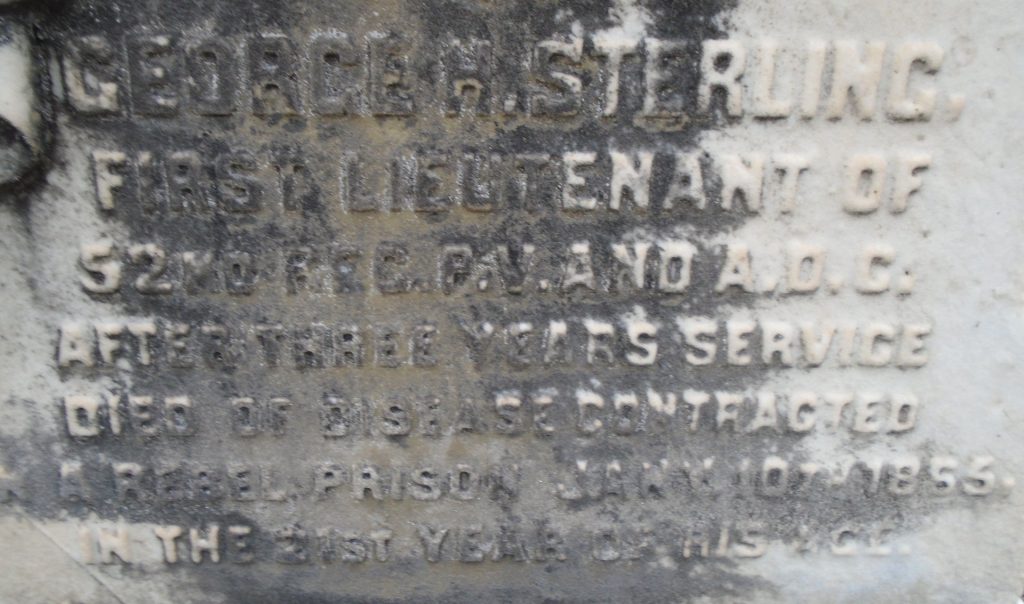 GEORGE H. STERLING.
FIRST LIEUTENANT OF
52ND REG. P.V. AND A.D.C.
AFTER THREE YEARS SERVICE
DIED OF DISEASE CONTRACTED
IN A REBEL PRISON JANY. 10TH 1865.
IN THE 21ST YEAR OF HIS AGE.